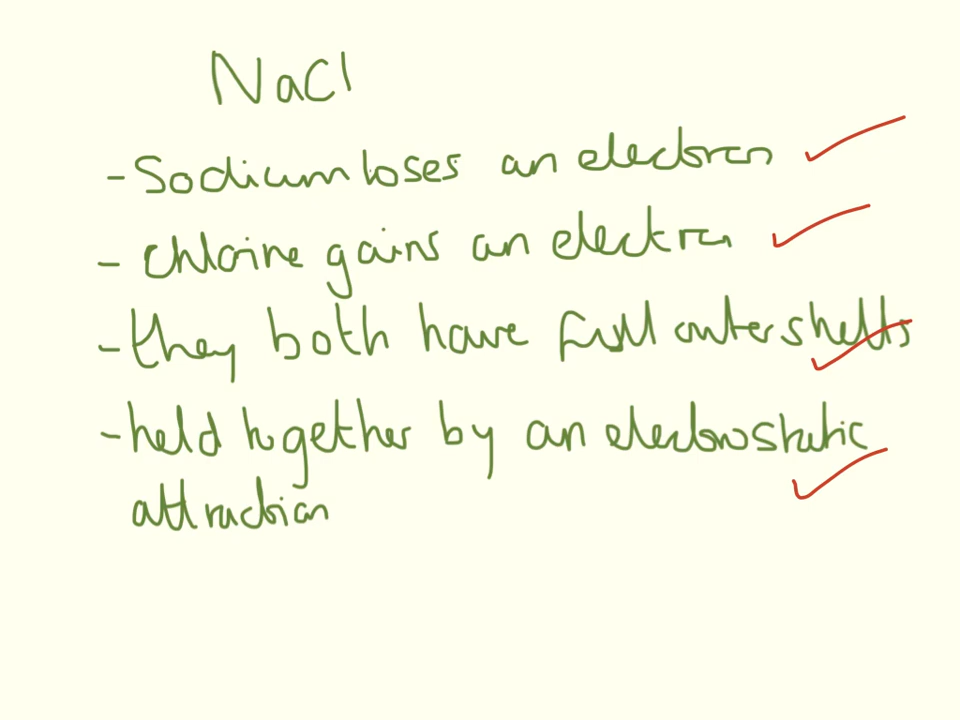 NaCl
- Sodium loses an electron
- chlorine gains an electron
- they both have full outer shells
- held together by an electrostatic
attraction